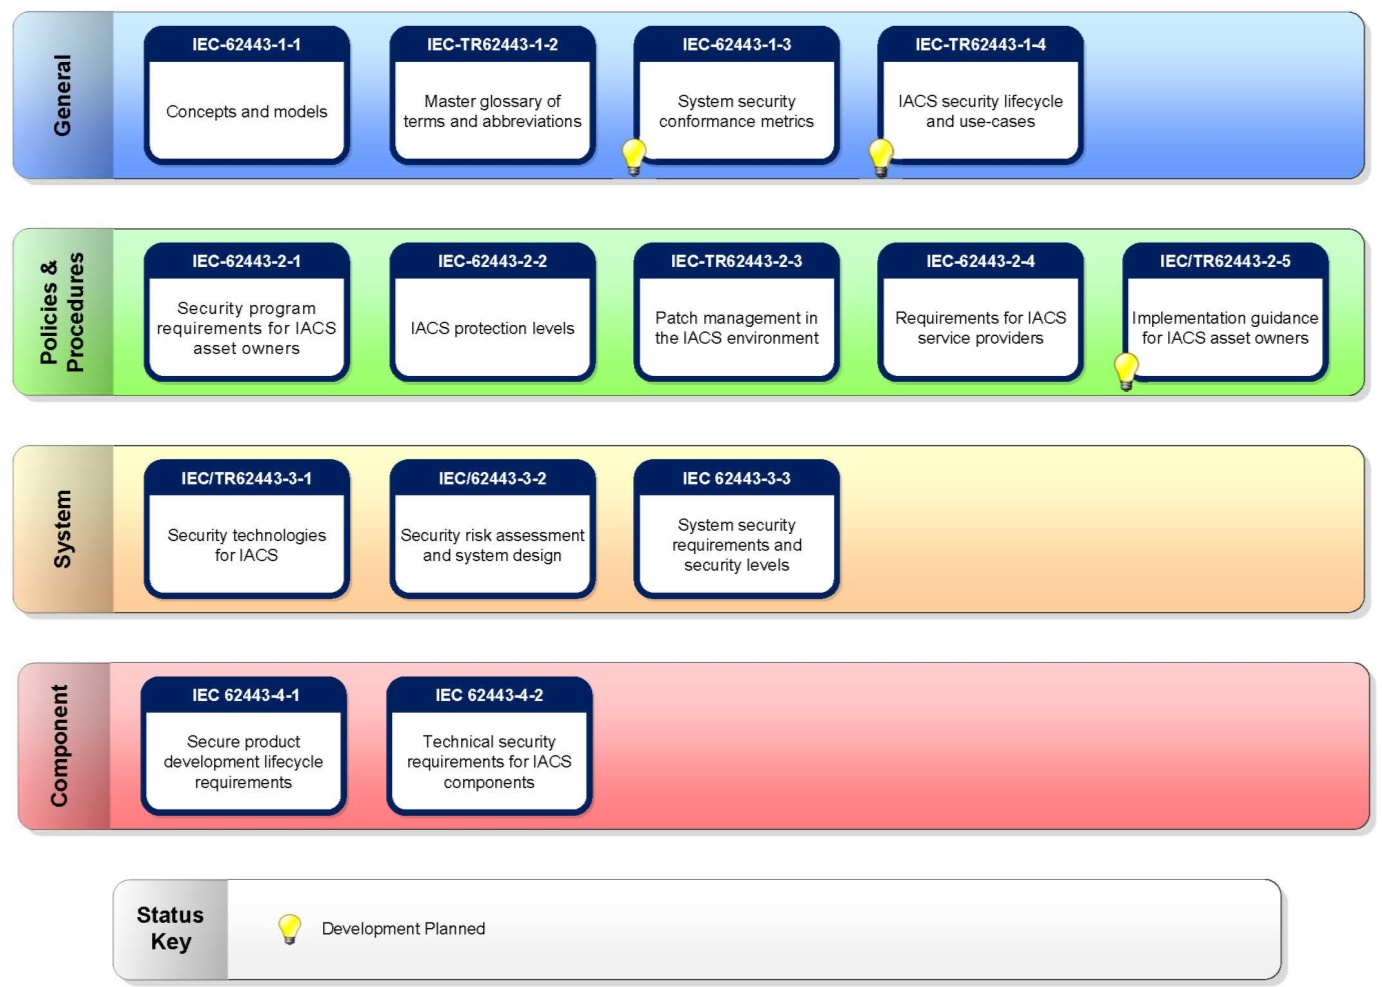 General
IEC-62443-1-1
Concepts and models
IEC-TR62443-1-2
Master glossary of
terms and abbreviations
IEC-62443-1-3
System security
conformance metrics
IEC-TR62443-1-4
IACS security lifecycle
and use-cases
Policies &
Procedures
IEC-62443-2-1
Security program
requirements for IACS
asset owners
IEC-62443-2-2
IACS protection levels
IEC-TR62443-2-3
Patch management in
the IACS environment
IEC-62443-2-4
Requirements for IACS
service providers
IEC/TR62443-2-5
Implementation guidance
for IACS asset owners
System
IEC/TR62443-3-1
Security technologies
for IACS
IEC/62443-3-2
Security risk assessment
and system design
IEC 62443-3-3
System security
requirements and
security levels
Component
IEC 62443-4-1
Secure product
development lifecycle
requirements
IEC 62443-4-2
Technical security
requirements for IACS
components
Status
Key
Development Planned